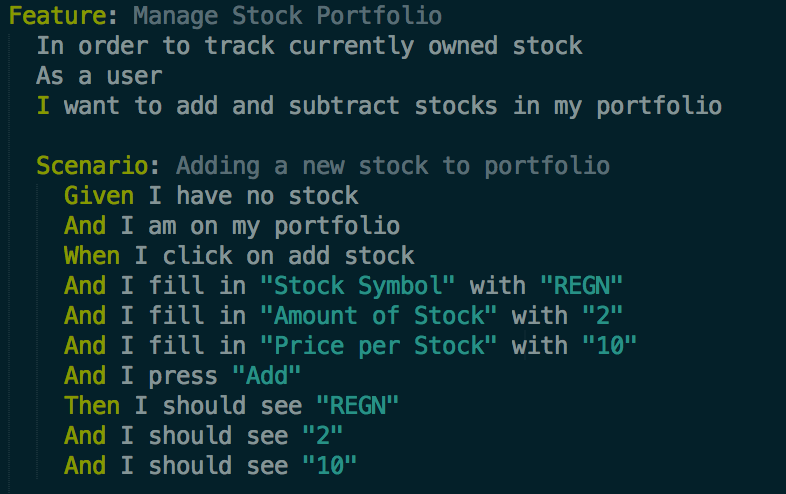 Feature: Manage Stock Portfolio
In order to track currently owned stock
As a user
I want to add and subtract stocks in my portfolio
Scenario: Adding a new stock to portfolio
Given I have no stock
And I am on my portfolio
When I click on add stock
And I fill in "Stock Symbol" with "REGN"
And I fill in "Amount of Stock" with "2"
And I fill in "Price per Stock" with "10"
And I press "Add"
Then I should see "REGN"
And I should see "2"
And I should see "10"